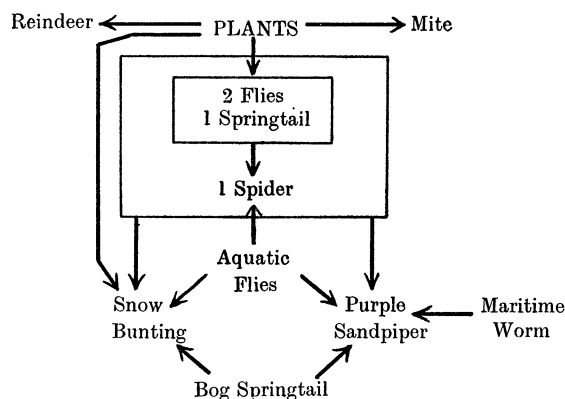 Reindeer PLANTS Mite
2 Flies
1 Springtail
1 Spider
Aquatic
Flies
Snow
Bunting
Purple
Sandpiper
Maritime
Worm
Bog Springtail